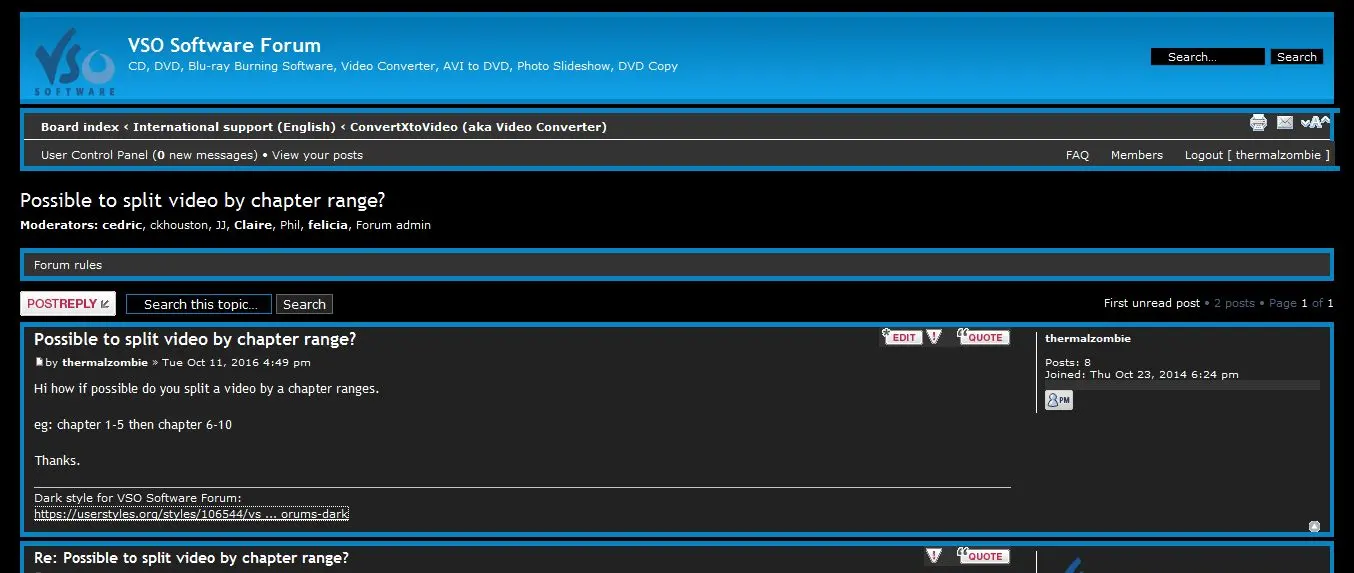 VSO
SOFTWARE
VSO Software Forum
CD, DVD, Blu-ray Burning Software, Video Converter, AVI to DVD, Photo Slideshow, DVD Copy
Search… Search
Board index ‹ International support (English) ‹ ConvertXtoVideo (aka Video Converter)
User Control Panel (0 new messages) • View your posts FAQ Members Logout [ thermalzombie ]
Possible to split video by chapter range?
Moderators: cedric, ckhouston, JJ, Claire, Phil, felicia, Forum admin
Forum rules
POSTREPLY Search this topic… Search First unread post • 2 posts • Page 1 of 1
Possible to split video by chapter range? EDIT QUOTE thermalzombie
by thermalzombie » Tue Oct 11, 2016 4:49 pm
Posts: 8
Joined: Thu Oct 23, 2014 6:24 pm
PM
Hi how if possible do you split a video by a chapter ranges.
eg: chapter 1-5 then chapter 6-10
Thanks.
Dark style for VSO Software Forum:
https://userstyles.org/styles/106544/vs ... orums-dark
Re: Possible to split video by chapter range? QUOTE